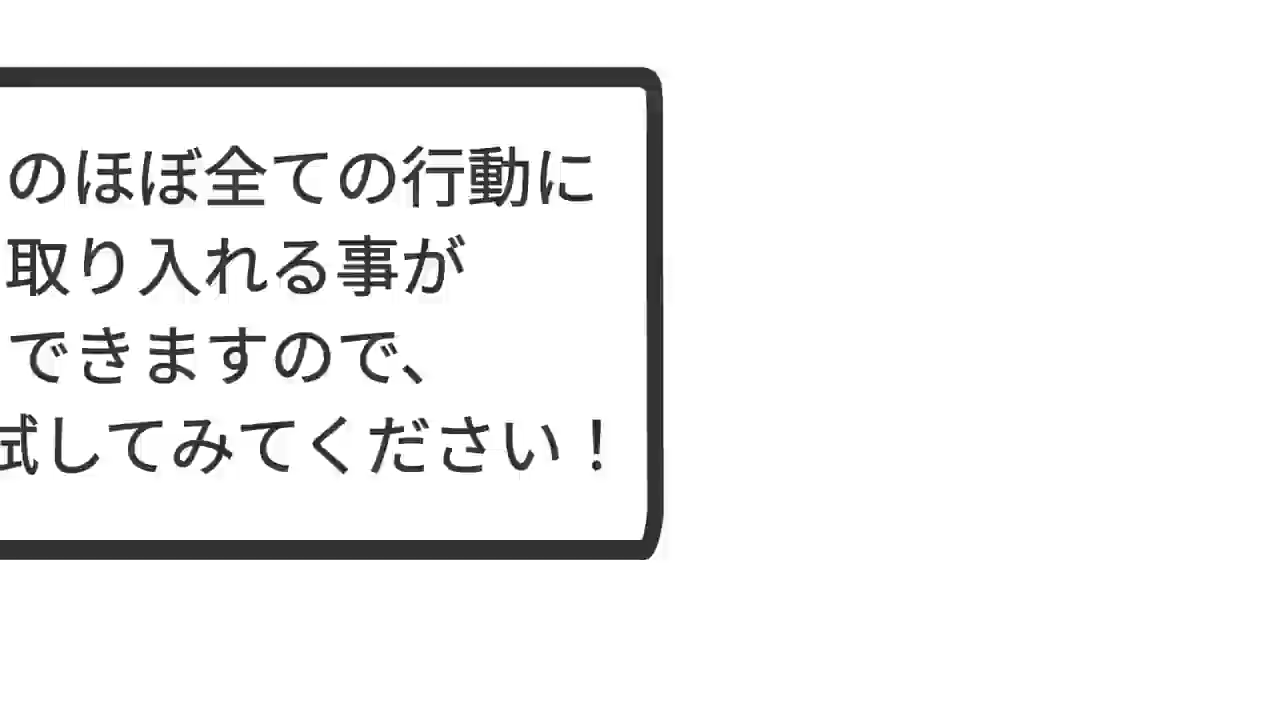 のほぼ全ての行動に
取り入れる事が
できますので、
試してみてください！